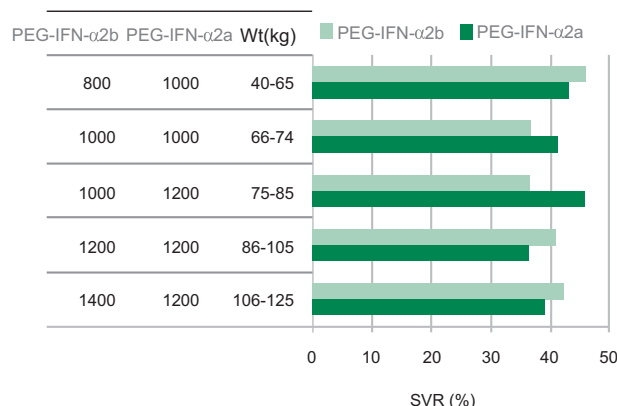 PEG-IFN-α2b PEG-IFN-α2a Wt(kg) PEG-IFN-α2b PEG-IFN-α2a
800 1000 40-65
1000 1000 66-74
1000 1200 75-85
1200 1200 86-105
1400 1200 106-125
0 10 20 30 40 50
SVR (%)